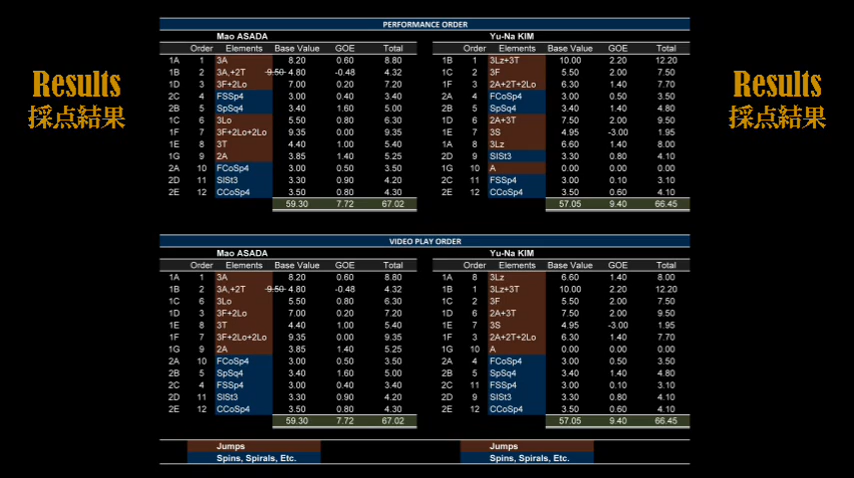 PERFORMANCE ORDER
Mao ASADA Yu-Na KIM
Order Elements Base Value GOE Total Order Elements Base Value GOE Total
Results
採点結果
Results
採点結果
1A 1 3A 8.20 0.60 8.80 1B 1 3Lz+3T 10.00 2.20 12.20
1B 2 3A,+2T 9.50 4.80 -0.48 4.32 1C 2 3F 5.50 2.00 7.50
1D 3 3F+2Lo 7.00 0.20 7.20 1F 3 2A+2T+2Lo 6.30 1.40 7.70
2C 4 FSSp4 3.00 0.40 3.40 2A 4 FCoSp4 3.00 0.50 3.50
2B 5 SpSq4 3.40 1.60 5.00 2B 5 SpSq4 3.40 1.40 4.80
1C 6 3Lo 5.50 0.80 6.30 1D 6 2A+3T 7.50 2.00 9.50
1F 7 3F+2Lo+2Lo 9.35 0.00 9.35 1E 7 3S 4.95 -3.00 1.95
1E 8 3T 4.40 1.00 5.40 1A 8 3Lz 6.60 1.40 8.00
1G 9 2A 3.85 1.40 5.25 2D 9 SlSt3 3.30 0.80 4.10
2A 10 FCoSp4 3.00 0.50 3.50 1G 10 A 0.00 0.00 0.00
2D 11 SlSt3 3.30 0.90 4.20 2C 11 FSSp4 3.00 0.10 3.10
2E 12 CCoSp4 3.50 0.80 4.30 2E 12 CCoSp4 3.50 0.60 4.10
59.30 7.72 67.02 57.05 9.40 66.45
VIDEO PLAY ORDER
Mao ASADA Yu-Na KIM
Order Elements Base Value GOE Total Order Elements Base Value GOE Total
1A 1 3A 8.20 0.60 8.80 1A 8 3Lz 6.60 1.40 8.00
1B 2 3A,+2T 9.50 4.80 -0.48 4.32 1B 1 3Lz+3T 10.00 2.20 12.20
1C 6 3Lo 5.50 0.80 6.30 1C 2 3F 5.50 2.00 7.50
1D 3 3F+2Lo 7.00 0.20 7.20 1D 6 2A+3T 7.50 2.00 9.50
1E 8 3T 4.40 1.00 5.40 1E 7 3S 4.95 -3.00 1.95
1F 7 3F+2Lo+2Lo 9.35 0.00 9.35 1F 3 2A+2T+2Lo 6.30 1.40 7.70
1G 9 2A 3.85 1.40 5.25 1G 10 A 0.00 0.00 0.00
2A 10 FCoSp4 3.00 0.50 3.50 2A 4 FCoSp4 3.00 0.50 3.50
2B 5 SpSq4 3.40 1.60 5.00 2B 5 SpSq4 3.40 1.40 4.80
2C 4 FSSp4 3.00 0.40 3.40 2C 11 FSSp4 3.00 0.10 3.10
2D 11 SlSt3 3.30 0.90 4.20 2D 9 SlSt3 3.30 0.80 4.10
2E 12 CCoSp4 3.50 0.80 4.30 2E 12 CCoSp4 3.50 0.60 4.10
59.30 7.72 67.02 57.05 9.40 66.45
Jumps Jumps
Spins, Spirals, Etc. Spins, Spirals, Etc.